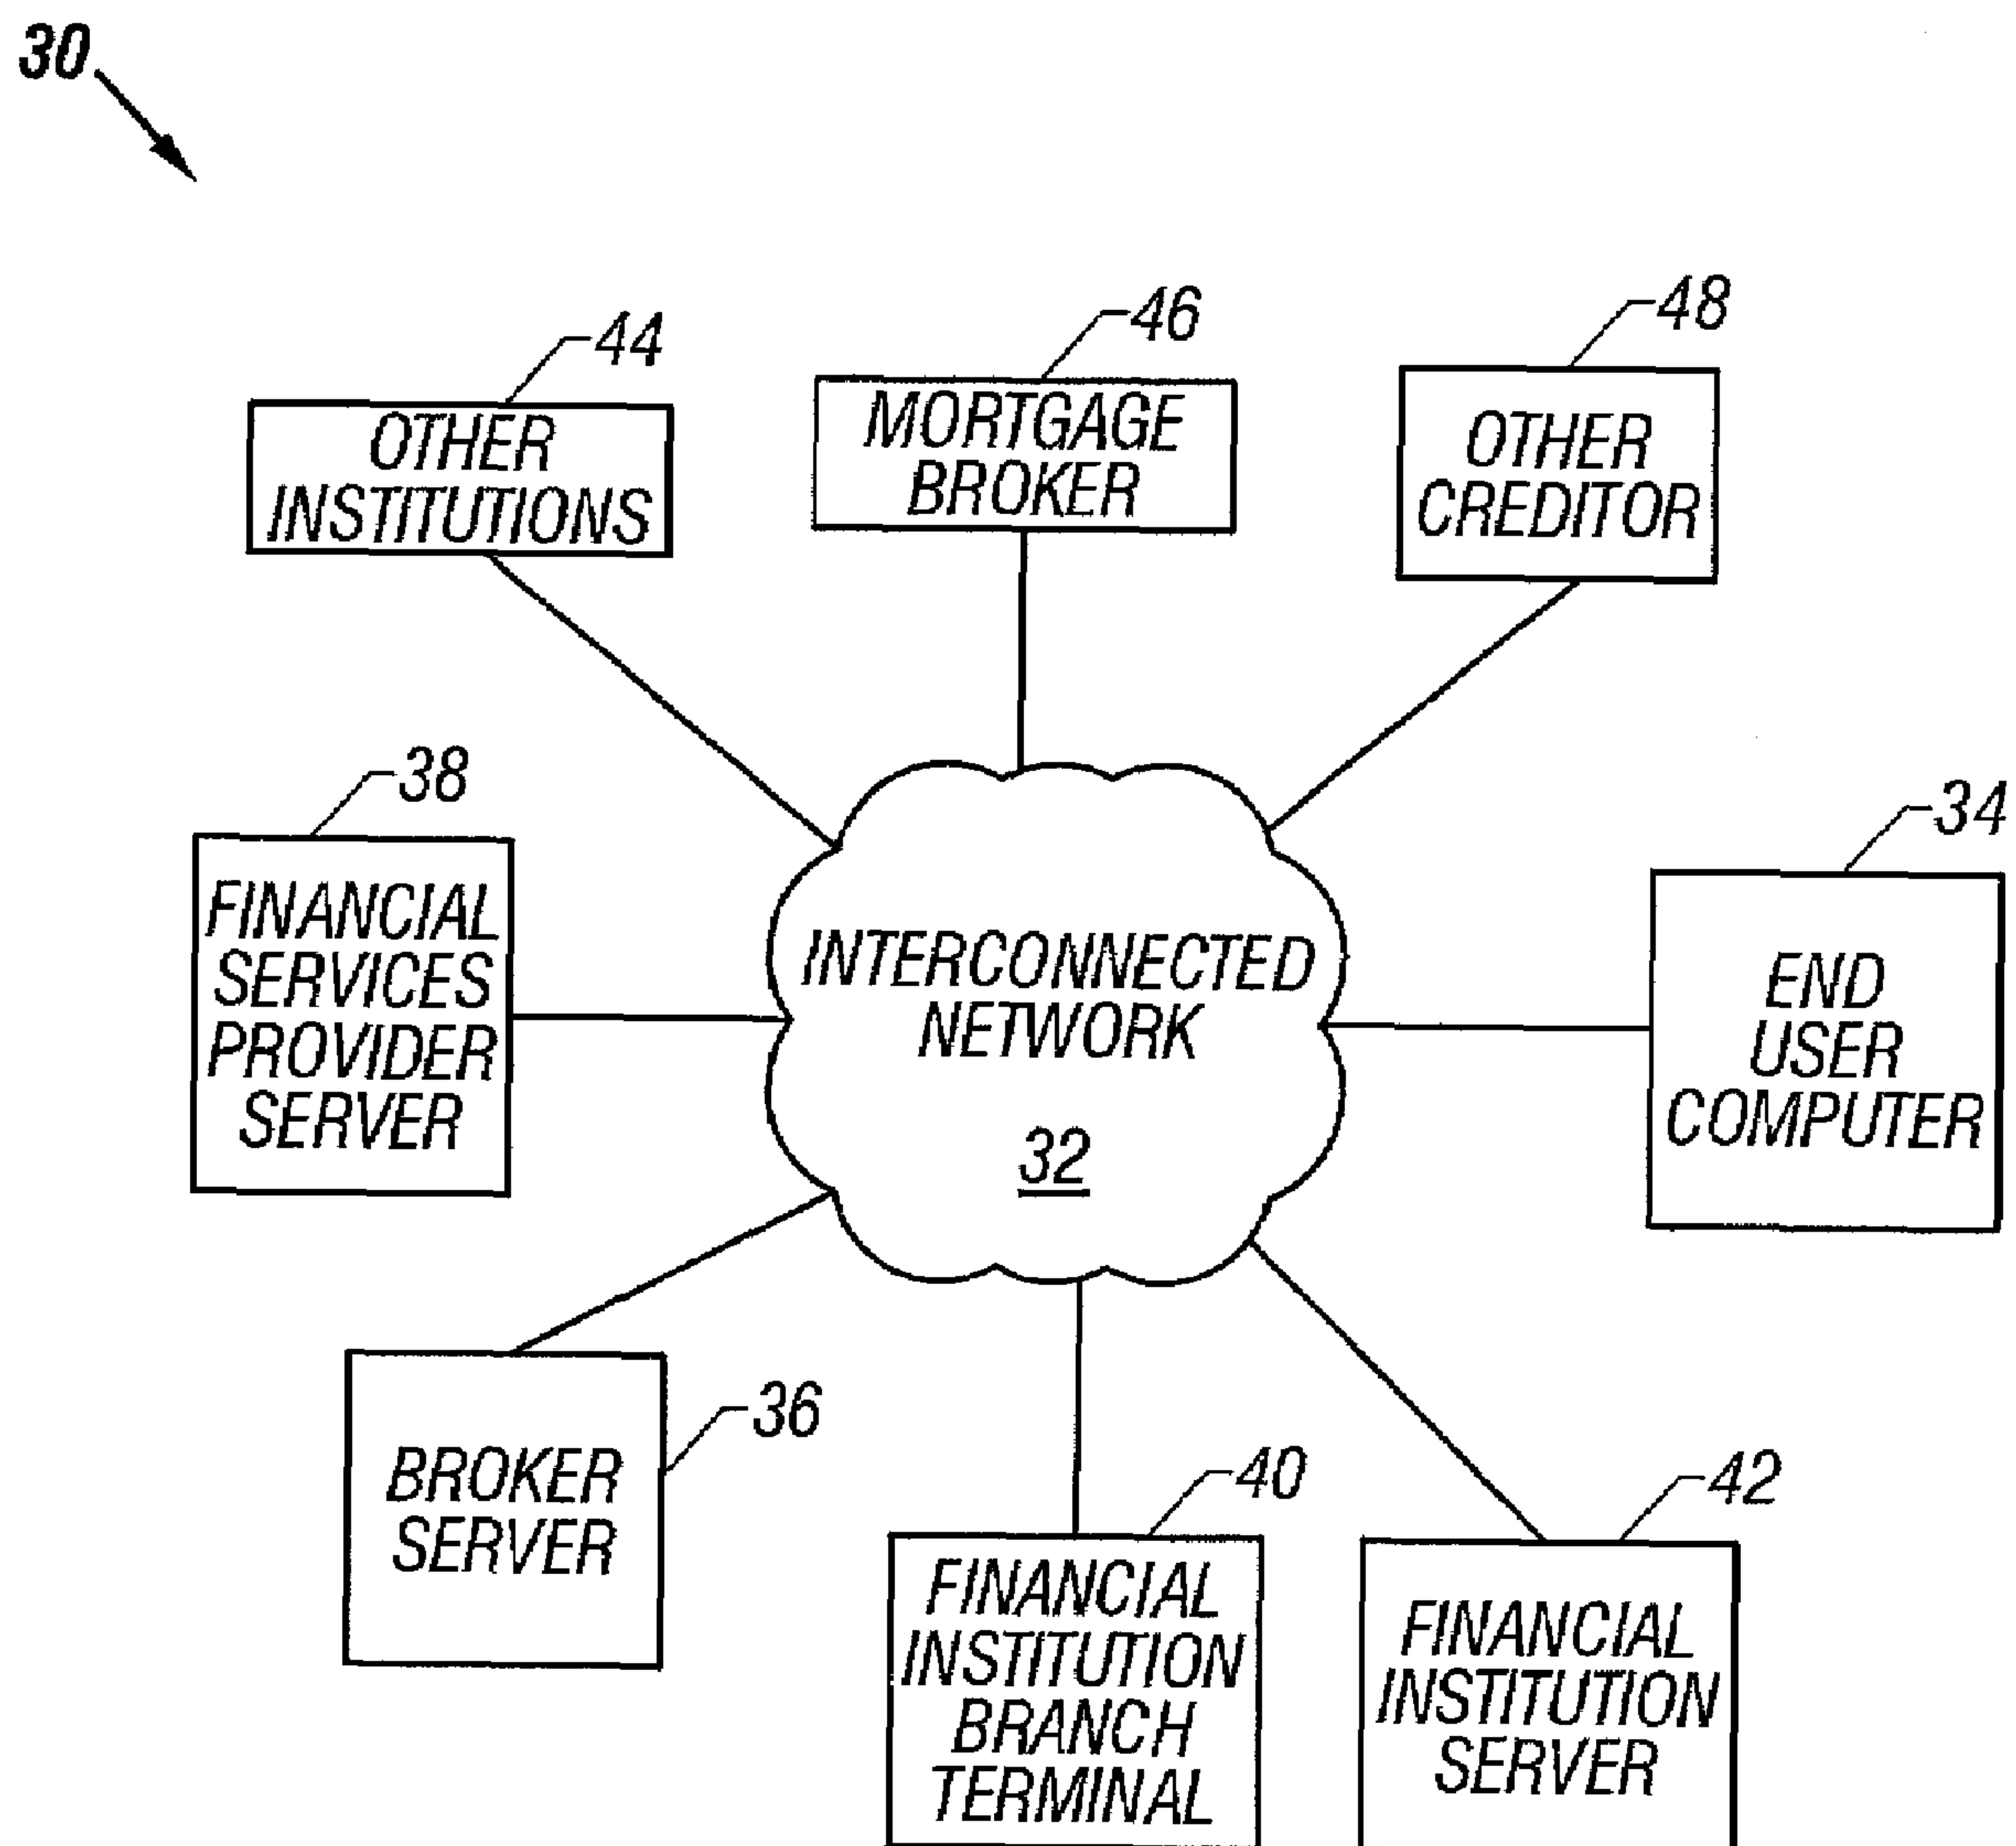 30
44
46
48
OTHER
INSTITUTIONS
MORTGAGE
BROKER
OTHER
CREDITOR
38
34
FINANCIAL
SERVICES
PROVIDER
SERVER
INTERCONNECTED
NETWORK
32
END
USER
COMPUTER
36
BROKER
SERVER
40
42
FINANCIAL
INSTITUTION
BRANCH
TERMINAL
FINANCIAL
INSTITUTION
SERVER